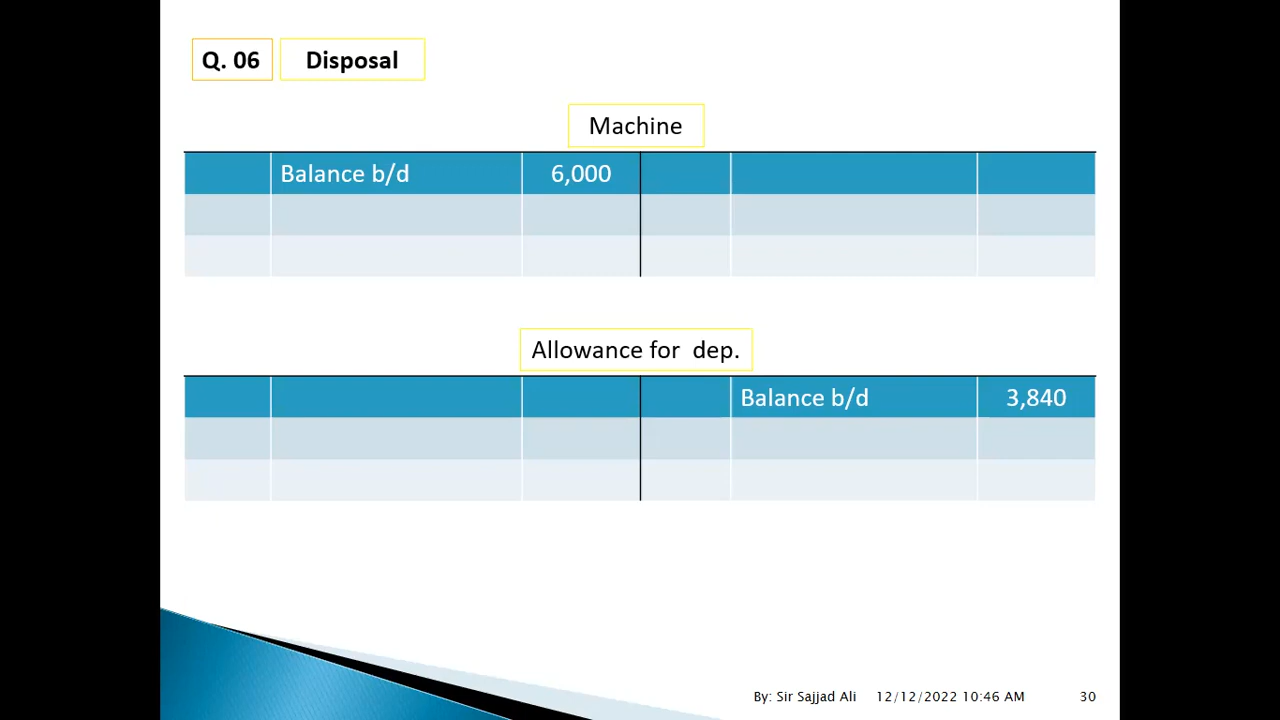 Q. 06 Disposal
Machine
Balance b/d 6,000
Allowance for dep.
Balance b/d 3,840
By: Sir Sajjad Ali 12/12/2022 10:46 AM 30